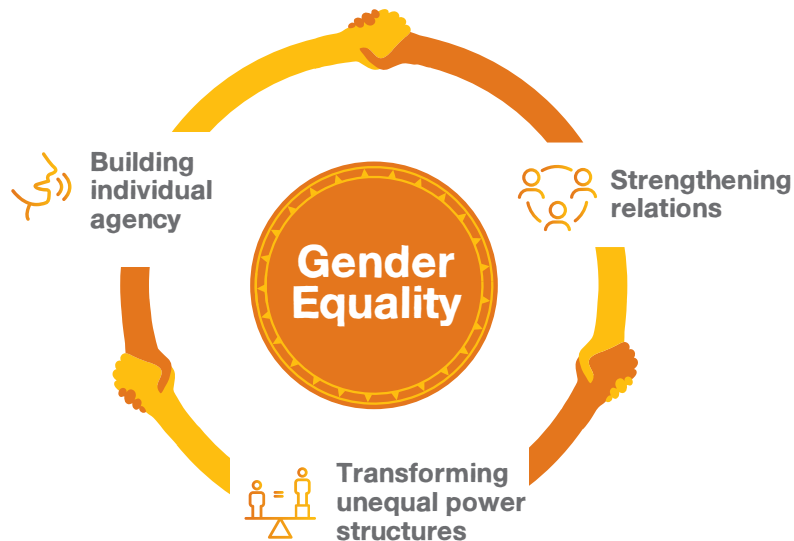 Building
individual
agency
Strengthening
relations
Gender
Equality
Transforming
unequal power
structures